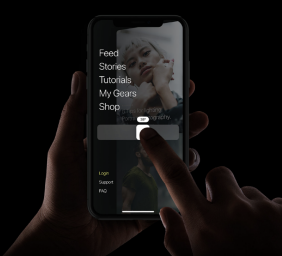 Feed
Stories
Tutorials
My Gears
Shop
Login
Support
FAQ